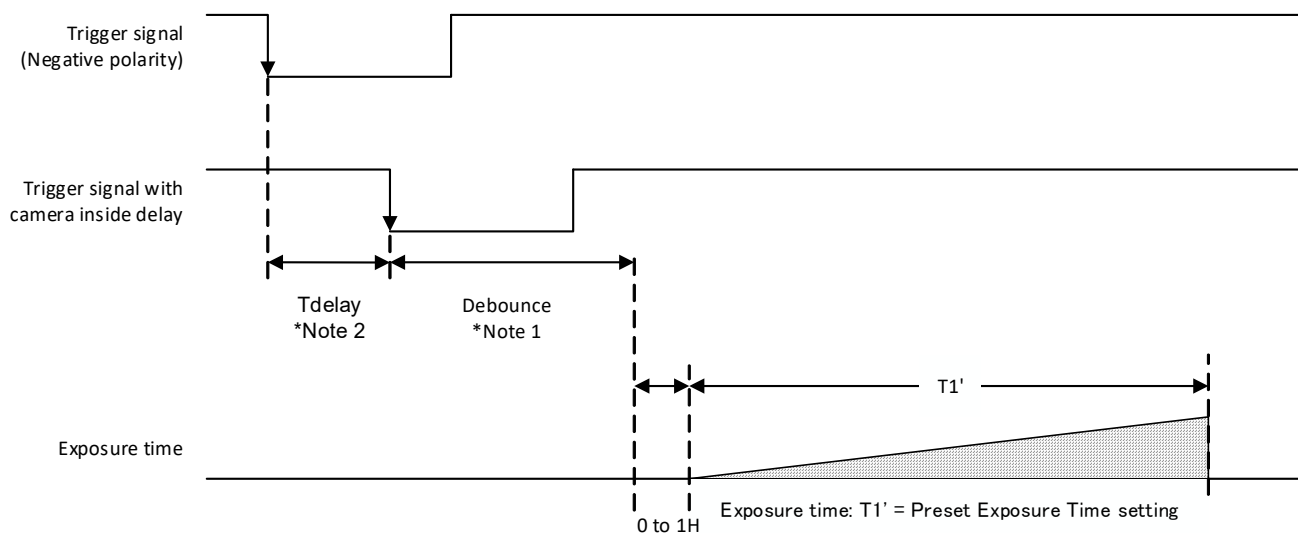 Trigger signal
(Negative polarity)
Trigger signal with
camera inside delay
Tdelay
*Note 2
Debounce
*Note 1
T1'
Exposure time
0 to 1H
Exposure time: T1' = Preset Exposure Time setting